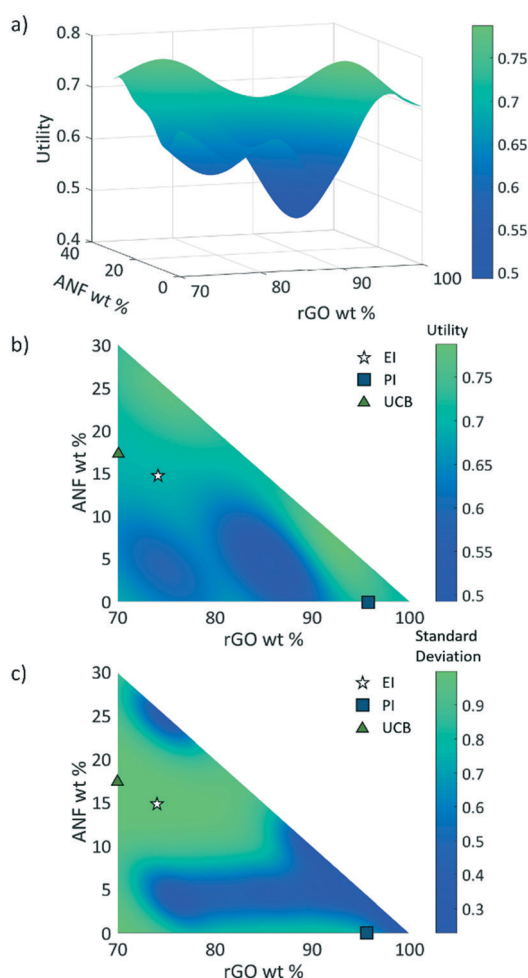 a)
0.8
0.7
0.6
0.5
0.4
Utility
40
20
0
ANF wt %
70
80
90
100
rGO wt %
0.75
0.7
0.65
0.6
0.55
0.5
b)
30
25
20
15
10
5
0
ANF wt %
70
80
90
100
rGO wt %
EI
PI
UCB
Utility
0.75
0.7
0.65
0.6
0.55
0.5
c)
30
25
20
15
10
5
0
ANF wt %
70
80
90
100
rGO wt %
EI
PI
UCB
Standard
Deviation
0.9
0.8
0.7
0.6
0.5
0.4
0.3